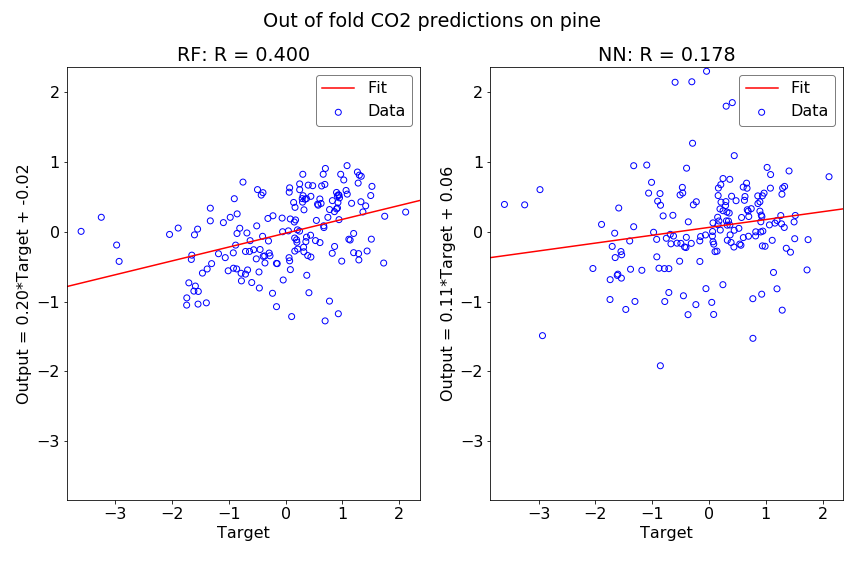 Out of fold CO2 predictions on pine
RF: R = 0.400
Output = 0.20*Target + -0.02
2
1
0
−1
−2
−3
−3 −2 −1 0 1 2
Target
Fit
Data
NN: R = 0.178
Output = 0.11*Target + 0.06
2
1
0
−1
−2
−3
−3 −2 −1 0 1 2
Target
Fit
Data